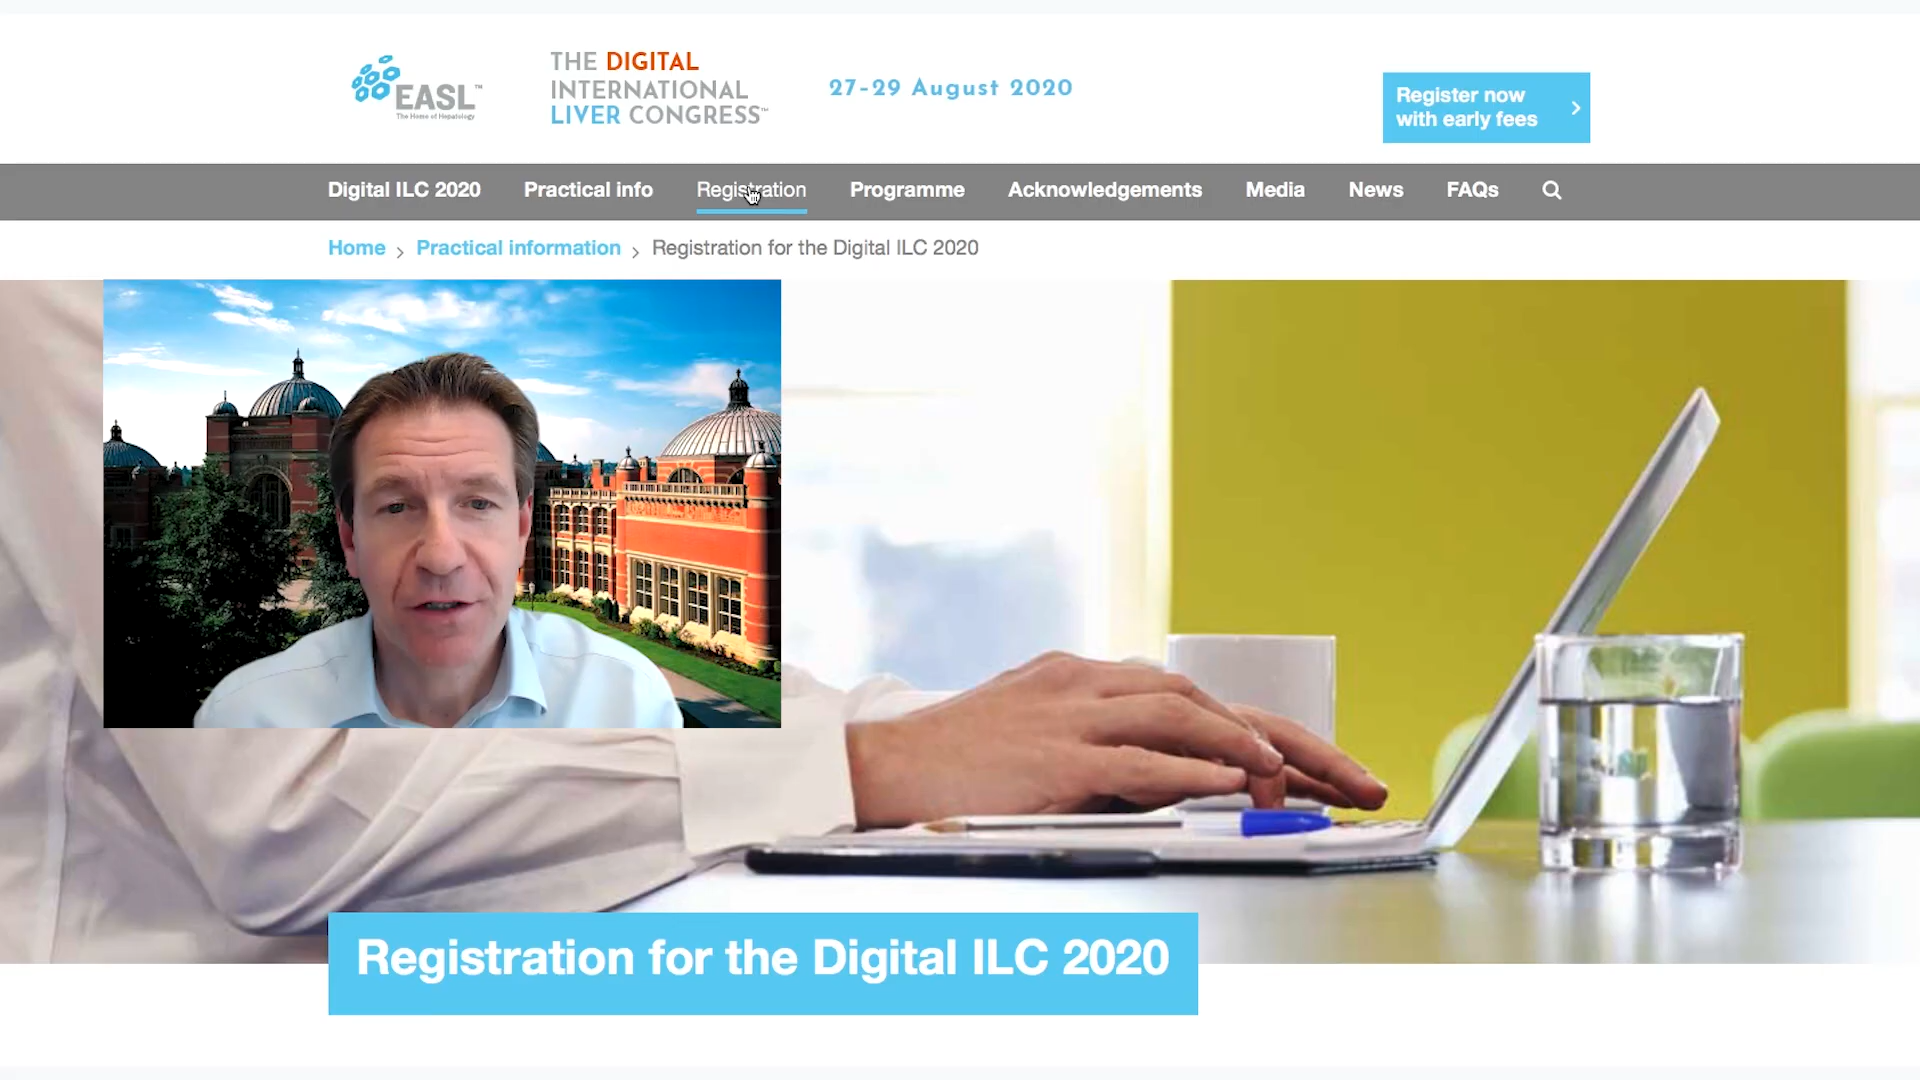 EASL™
The Home of Hepatology
THE DIGITAL
INTERNATIONAL
LIVER CONGRESS™
27-29 August 2020
Register now
with early fees
Digital ILC 2020 Practical info Registration Programme Acknowledgements Media News FAQs
Home > Practical information > Registration for the Digital ILC 2020
Registration for the Digital ILC 2020